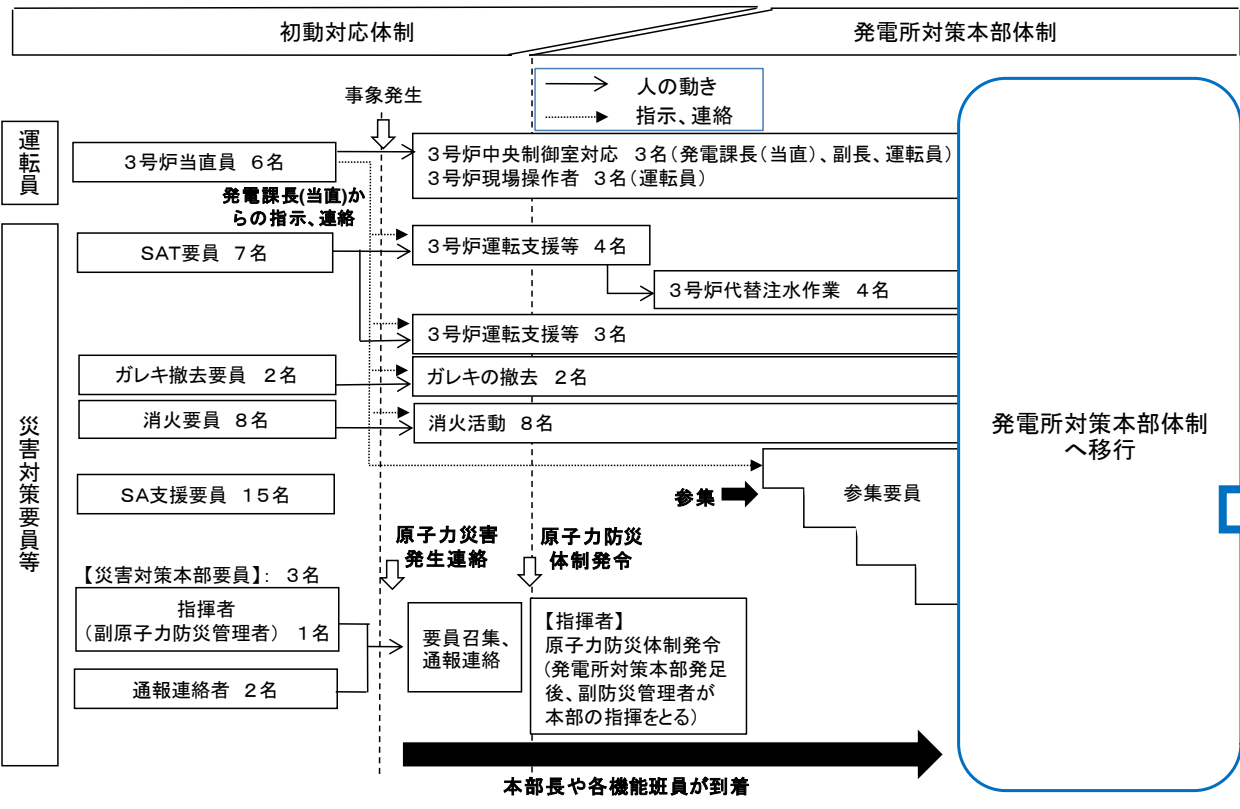 初動対応体制
発電所対策本部体制
人の動き
指示、連絡
事象発生
運転員
3号炉当直員 6名
3号炉中央制御室対応 3名(発電課長(当直)、副長、運転員)
3号炉現場操作者 3名(運転員)
発電課長(当直)か
らの指示、連絡
災害対策要員等
SAT要員 7名
3号炉運転支援等 4名
3号炉代替注水作業 4名
3号炉運転支援等 3名
ガレキ撤去要員 2名
ガレキの撤去 2名
消火要員 8名
消火活動 8名
SA支援要員 15名
参集
参集要員
発電所対策本部体制
へ移行
原子力災害
発生連絡
原子力防災
体制発令
【災害対策本部要員】: 3名
指揮者
(副原子力防災管理者) 1名
通報連絡者 2名
要員召集、
通報連絡
【指揮者】
原子力防災体制発令
(発電所対策本部発足
後、副防災管理者が
本部の指揮をとる)
本部長や各機能班員が到着